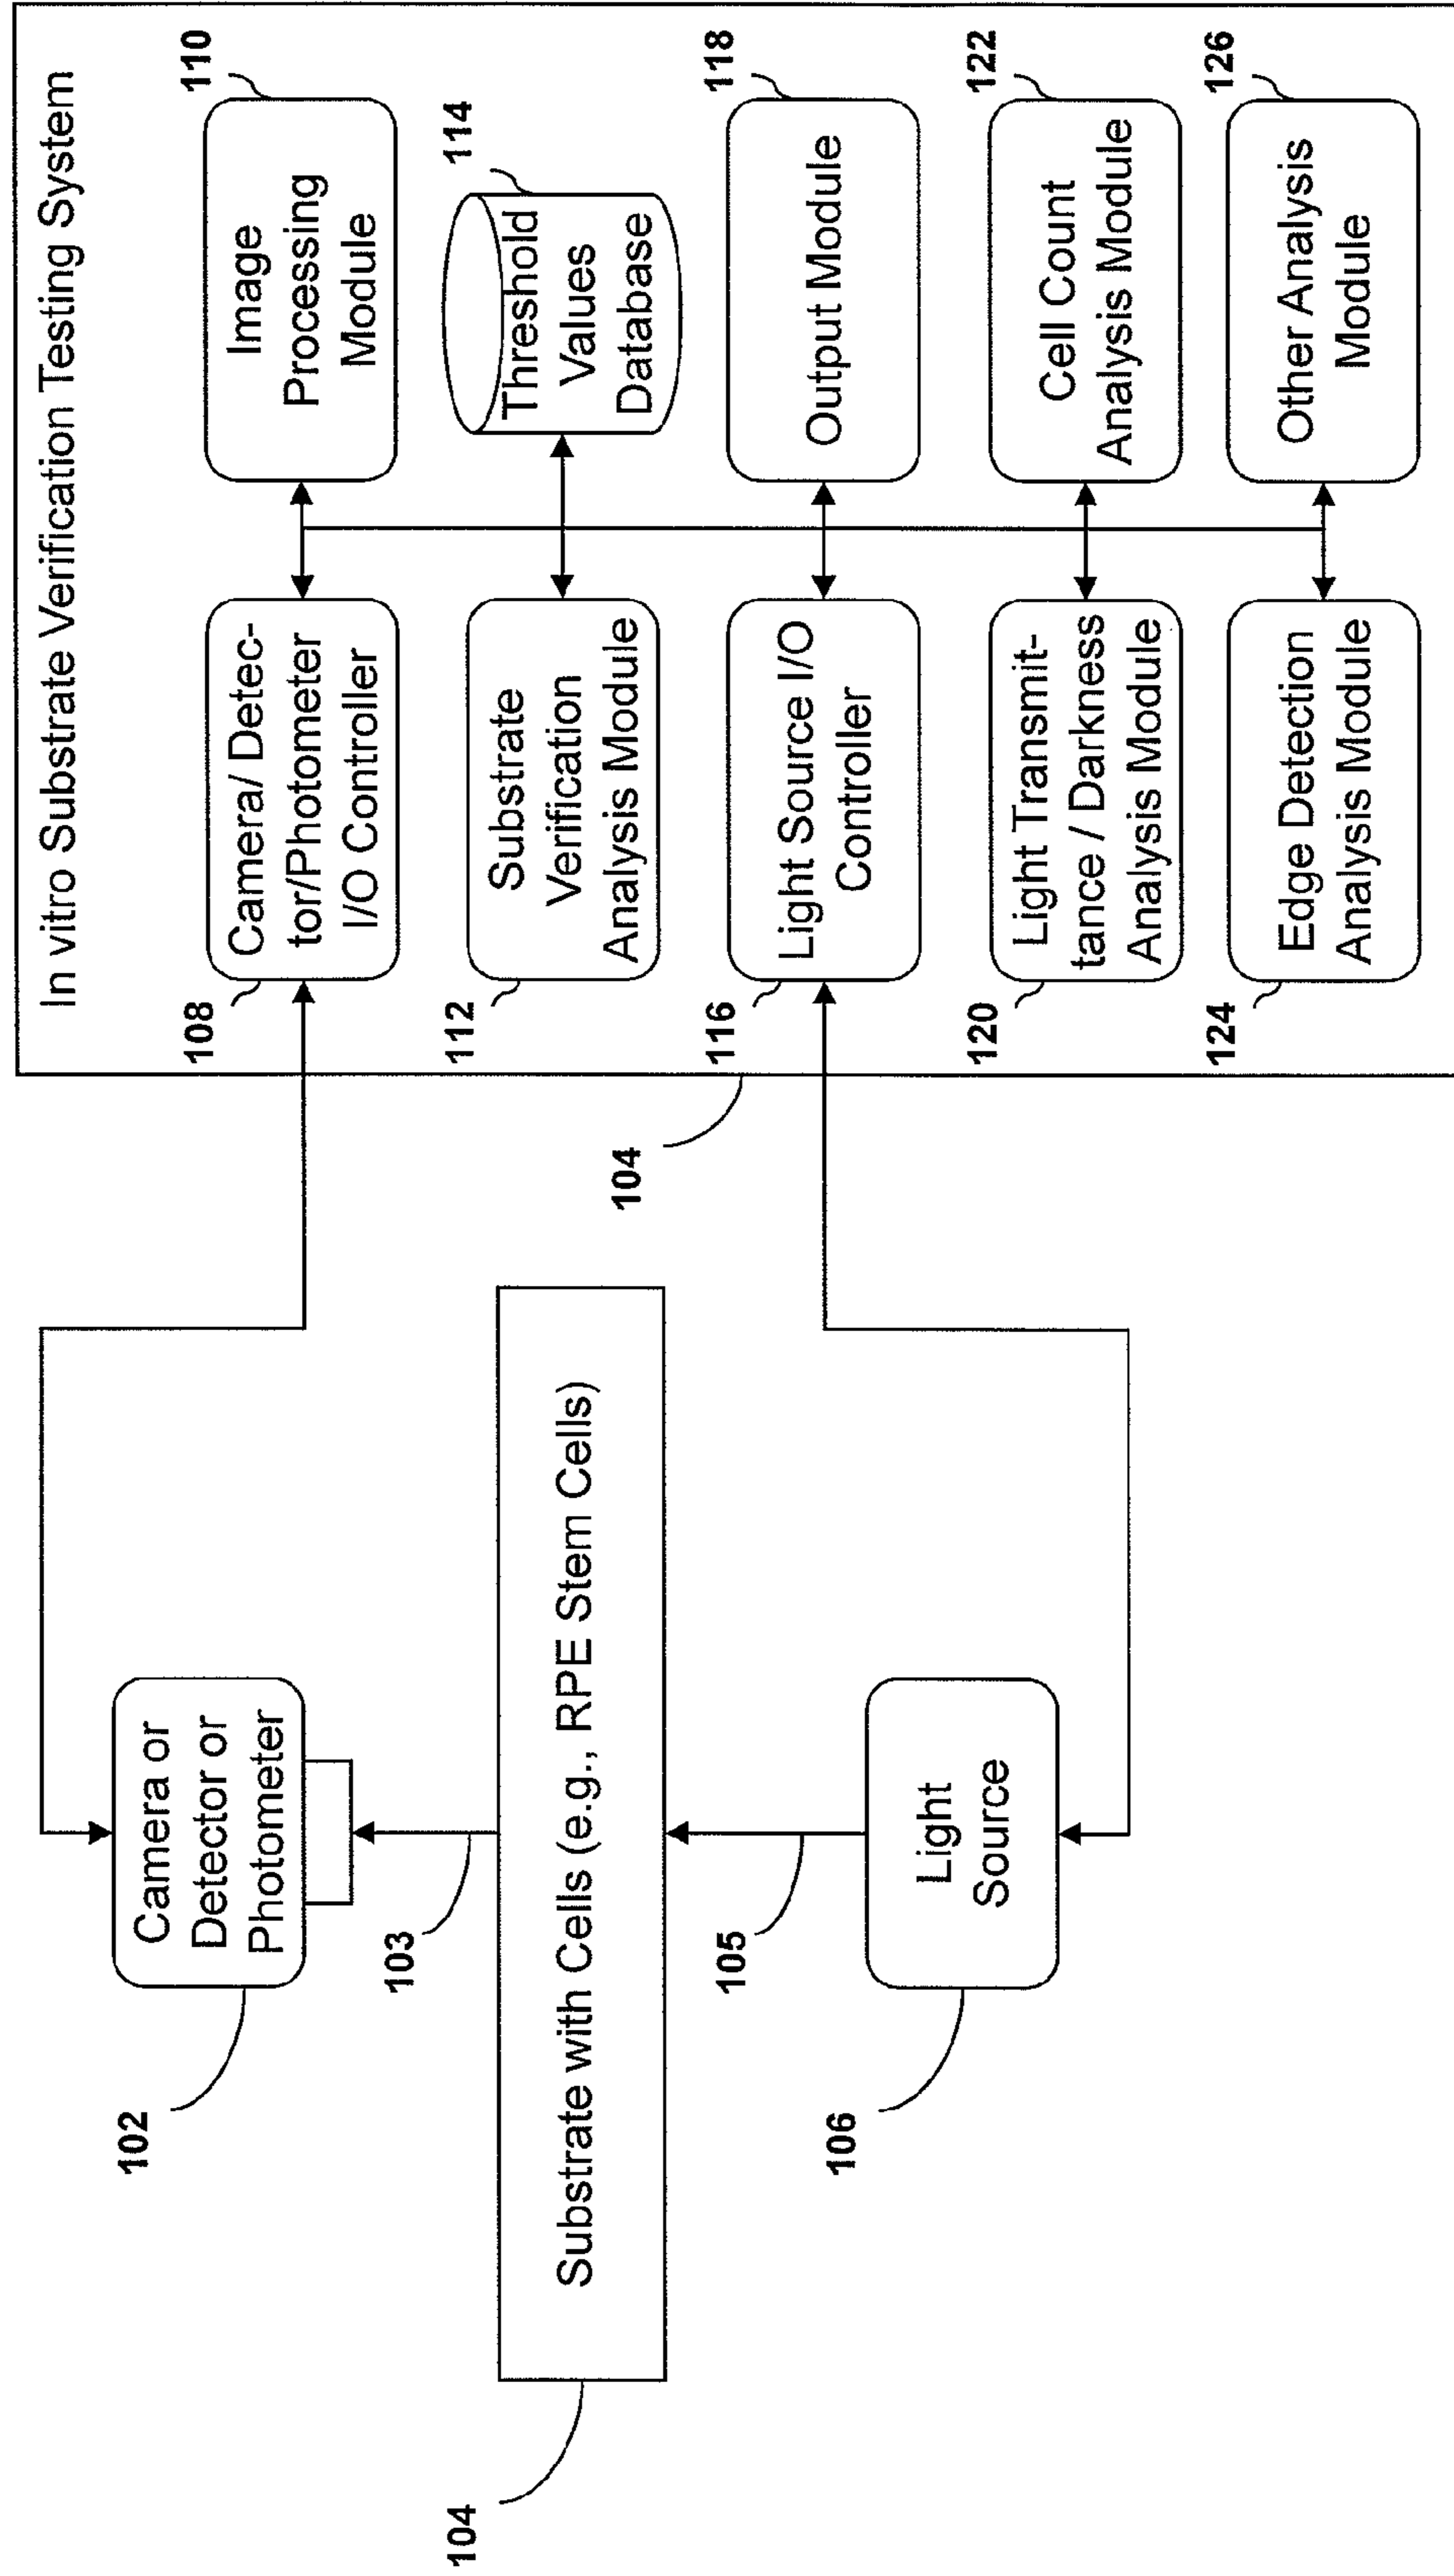 In vitro Substrate Verification Testing System
102
Camera or
Detector or
Photometer
103
104
Substrate with Cells (e.g., RPE Stem Cells)
105
106
Light
Source
104
108
Camera/ Detec-
tor/Photometer
I/O Controller
110
Image
Processing
Module
112
Substrate
Verification
Analysis Module
114
Threshold
Values
Database
116
Light Source I/O
Controller
118
Output Module
120
Light Transmit-
tance / Darkness
Analysis Module
122
Cell Count
Analysis Module
124
Edge Detection
Analysis Module
126
Other Analysis
Module